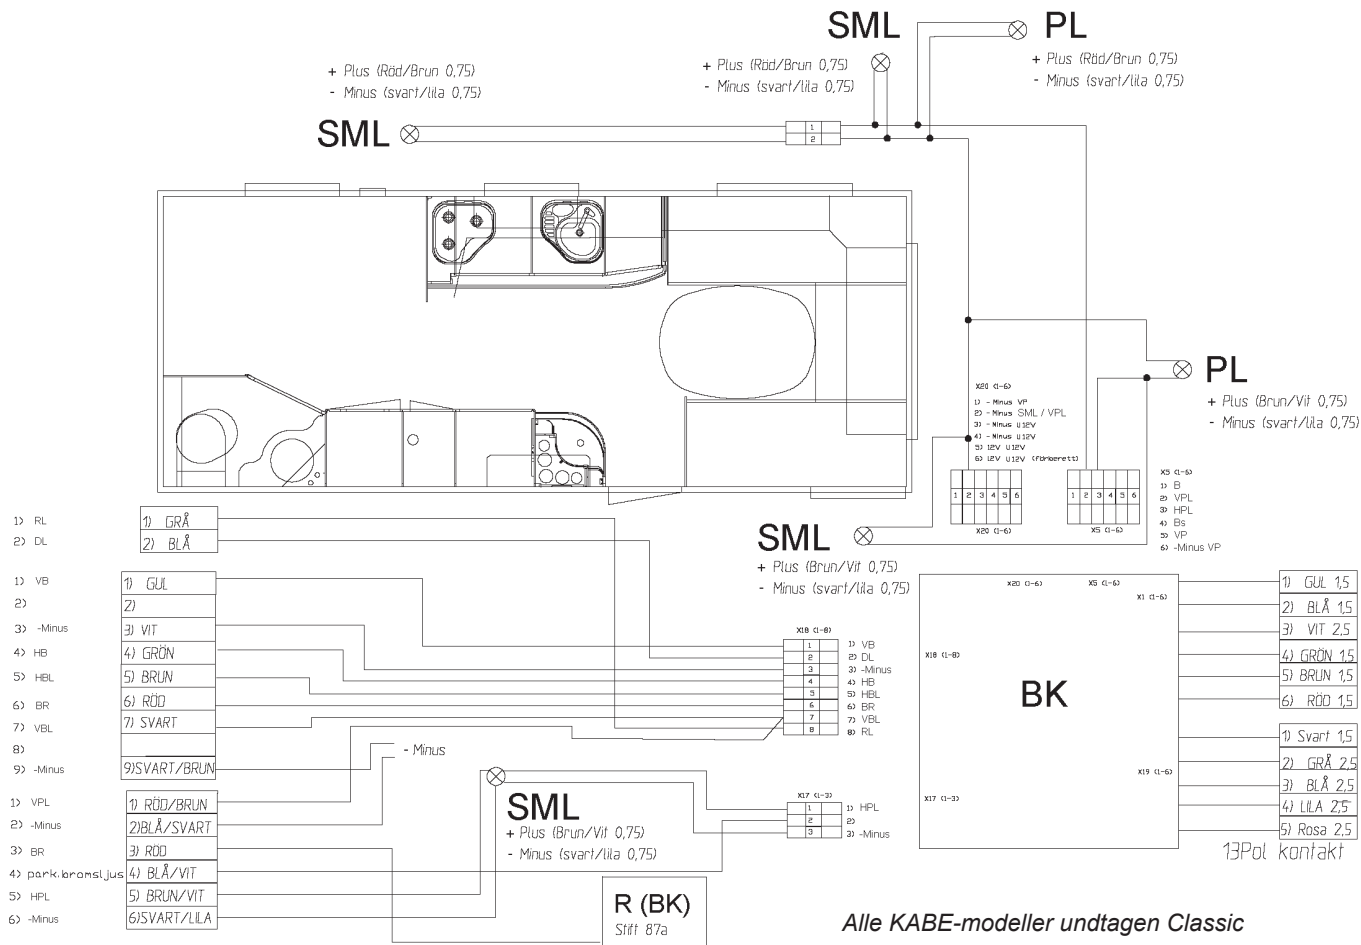 SML
PL
+ Plus (Röd/Brun 0,75)
- Minus (svart/lila 0,75)
+ Plus (Röd/Brun 0,75)
- Minus (svart/lila 0,75)
+ Plus (Röd/Brun 0,75)
- Minus (svart/lila 0,75)
SML
1
2
PL
+ Plus (Brun/Vit 0,75)
- Minus (svart/lila 0,75)
X20 (1-6)
1) - Minus VP
2) - Minus SML / VPL
3) - Minus U12V
4) - Minus U12V
5) 12V U12V
6) 12V U12V (förberett)
1 2 3 4 5 6
X20 (1-6)
1 2 3 4 5 6
X5 (1-6)
X5 (1-6)
1) B
2) VPL
3) HPL
4) Bs
5) VP
6) -Minus VP
SML
+ Plus (Brun/Vit 0,75)
- Minus (svart/lila 0,75)
1) RL
2) DL
1) GRÅ
2) BLÅ
1) VB
2)
3) -Minus
4) HB
5) HBL
6) BR
7) VBL
8)
9) -Minus
1) GUL
2)
3) VIT
4) GRÖN
5) BRUN
6) RÖD
7) SVART
9)SVART/BRUN
- Minus
1) VPL
2) -Minus
3) BR
4) park.bromsljus
5) HPL
6) -Minus
1) RÖD/BRUN
2)BLÅ/SVART
3) RÖD
4) BLÅ/VIT
5) BRUN/VIT
6)SVART/LILA
SML
+ Plus (Brun/Vit 0,75)
- Minus (svart/lila 0,75)
X18 (1-8)
1
2
3
4
5
6
7
8
1) VB
2) DL
3) -Minus
4) HB
5) HBL
6) BR
7) VBL
8) RL
X17 (1-3)
1
2
3
1) HPL
2)
3) -Minus
R (BK)
Stift 87a
X20 (1-6)
X5 (1-6)
X1 (1-6)
X18 (1-8)
BK
X19 (1-6)
X17 (1-3)
1) GUL 1,5
2) BLÅ 1,5
3) VIT 2,5
4) GRÖN 1,5
5) BRUN 1,5
6) RÖD 1,5
1) Svart 1,5
2) GRÅ 2,5
3) BLÅ 2,5
4) LILA 2,5
5) Rosa 2,5
13Pol kontakt
Alle KABE-modeller undtagen Classic